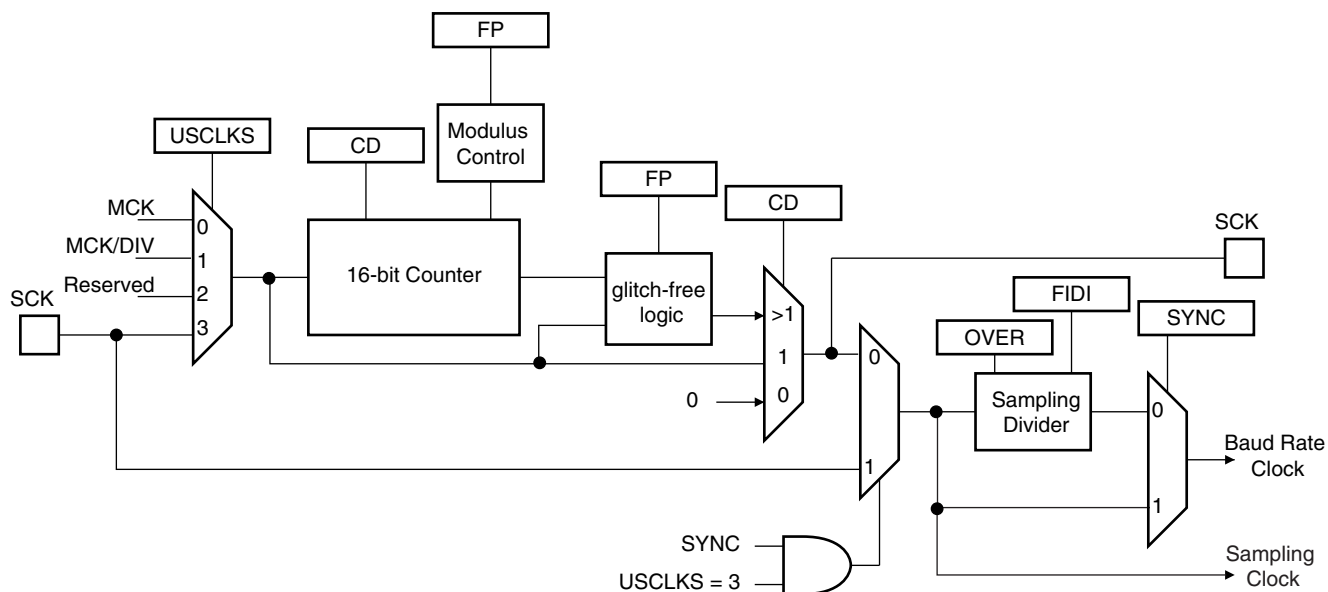 FP
USCLKS
CD
Modulus
Control
FP
CD
MCK
0
MCK/DIV
1
Reserved
2
SCK
3
16-bit Counter
glitch-free
logic
>1
1
0
0
SCK
FIDI
OVER
SYNC
0
Sampling
Divider
0
1
1
Baud Rate
Clock
SYNC
USCLKS = 3
Sampling
Clock